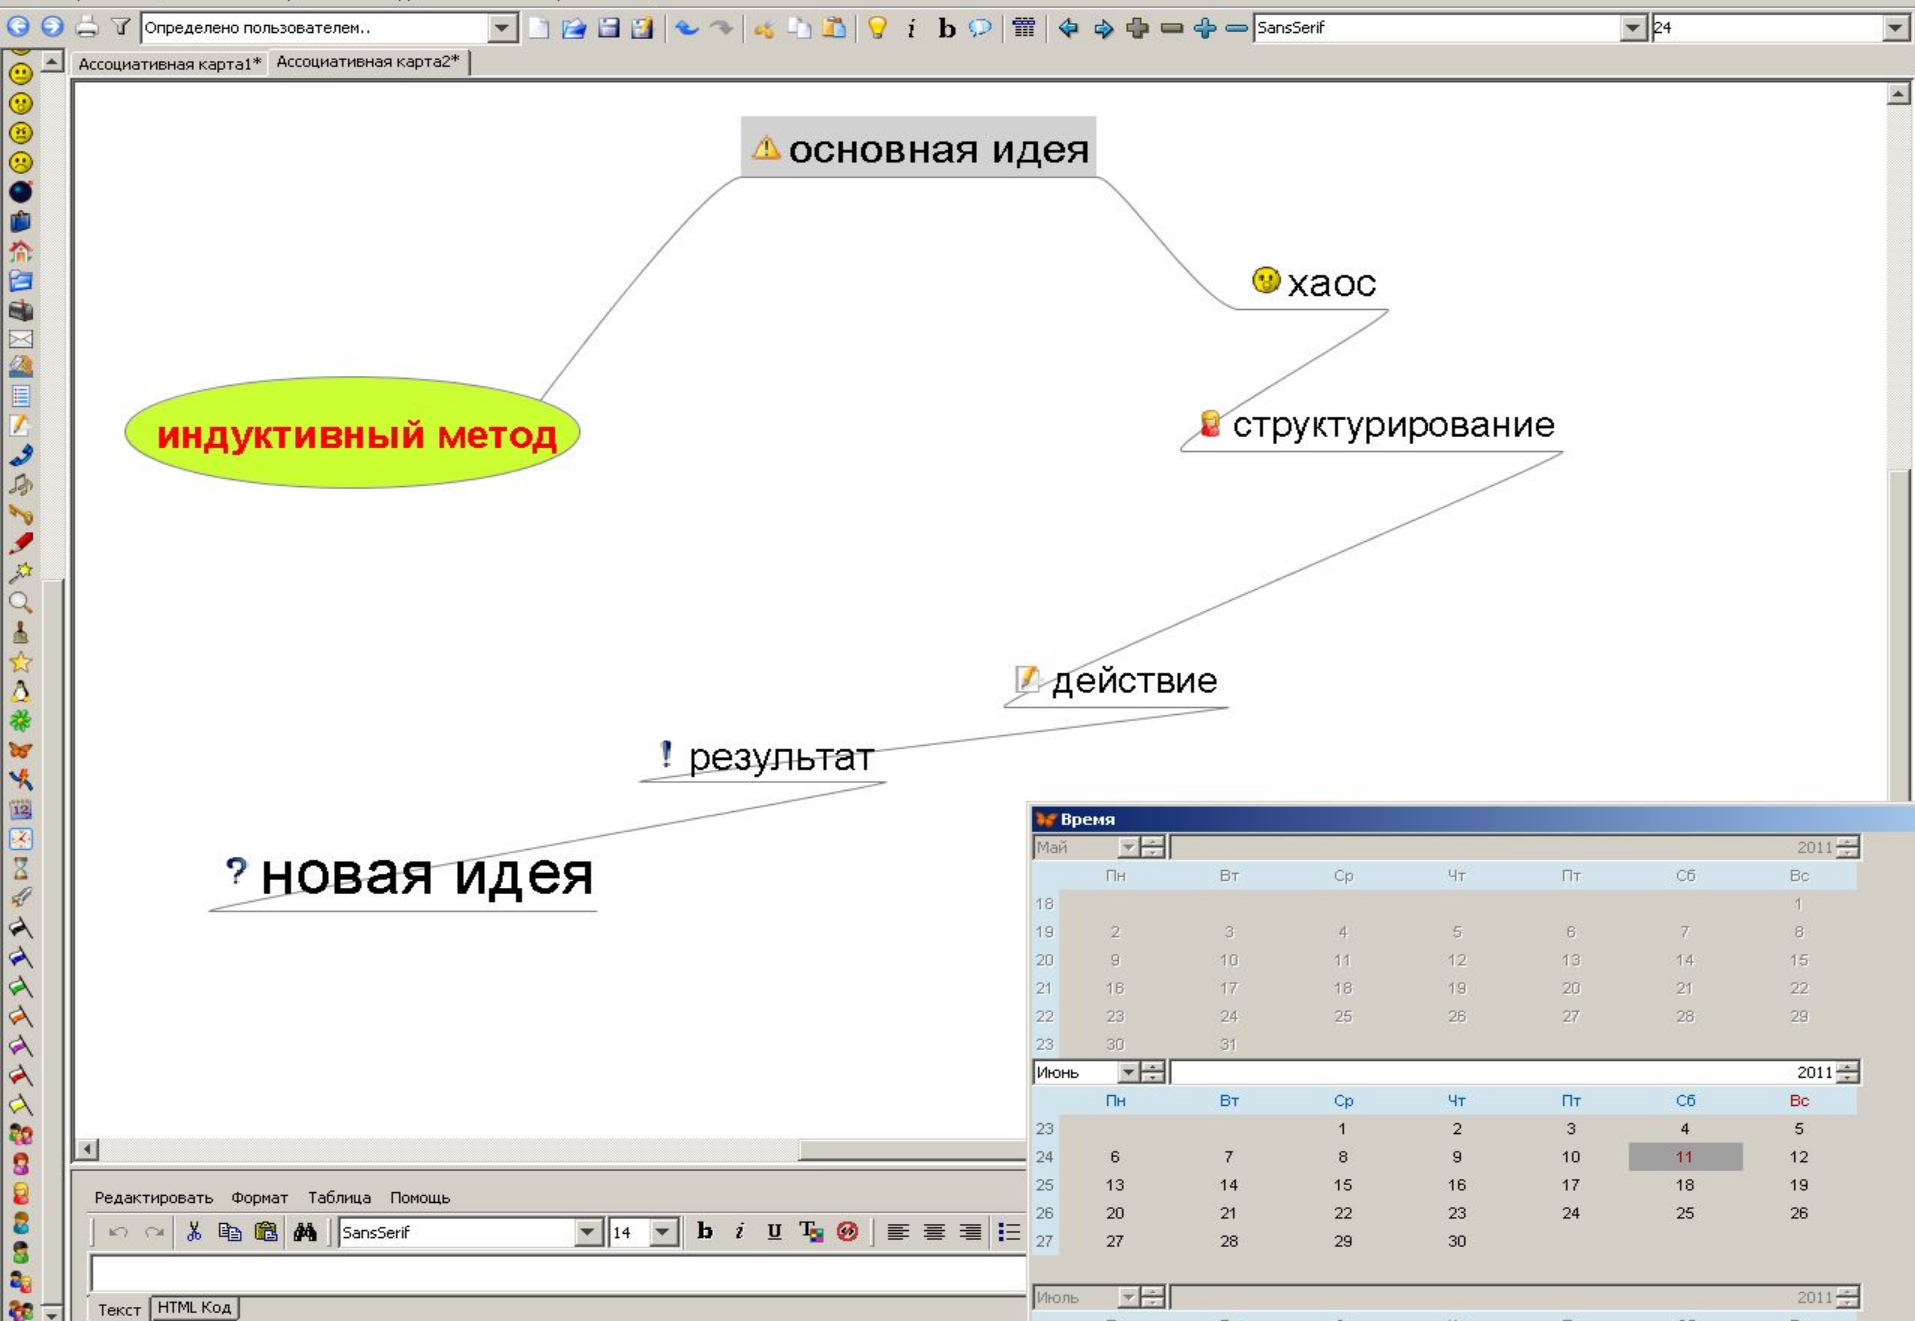 Определено пользователем..
i b
SansSerif
24
Ассоциативная карта1* Ассоциативная карта2*
основная идея
хаос
индуктивный метод
структурирование
действие
! результат
? новая идея
12
Время
Май 2011
Пн Вт Ср Чт Пт Сб Вс
18 1
19 2 3 4 5 6 7 8
20 9 10 11 12 13 14 15
21 16 17 18 19 20 21 22
22 23 24 25 26 27 28 29
23 30 31
Июнь 2011
Пн Вт Ср Чт Пт Сб Вс
23 1 2 3 4 5
24 6 7 8 9 10 11 12
25 13 14 15 16 17 18 19
26 20 21 22 23 24 25 26
27 27 28 29 30
Июль 2011
Редактировать Формат Таблица Помощь
SansSerif 14 b i u T
Текст HTML Код